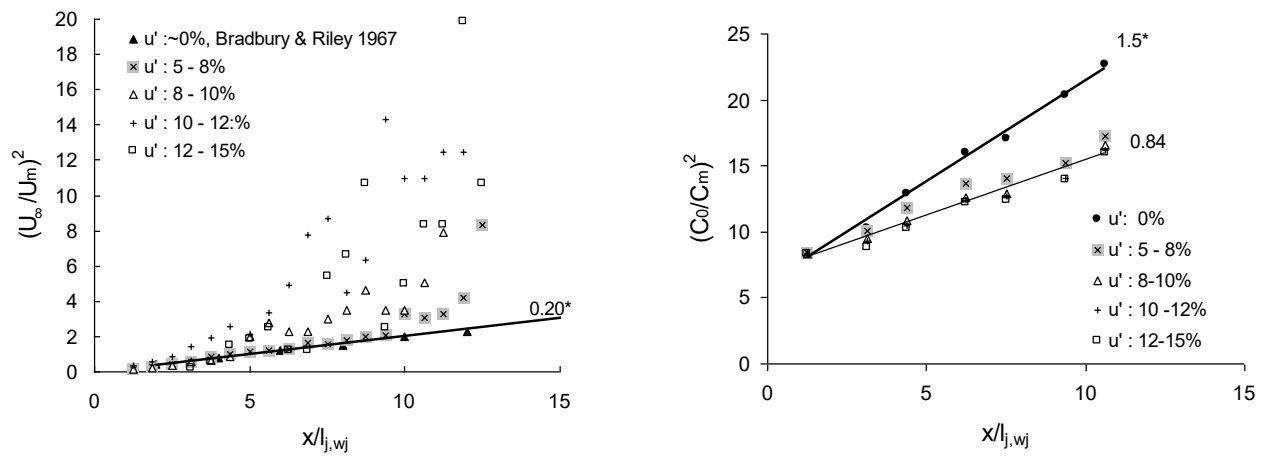 20
18
16
14
12
10
8
6
4
2
0
0
5
10
15
(U∞/Um)²
x/lj,wj
u' :~0%, Bradbury & Riley 1967
u' : 5 - 8%
u' : 8 - 10%
u' : 10 - 12:%
u' : 12 - 15%
0.20*
25
20
15
10
5
0
0
5
10
15
(C0/Cm)²
x/lj,wj
1.5*
0.84
u': 0%
u' : 5 - 8%
u' : 8-10%
u' : 10 -12%
u' : 12-15%